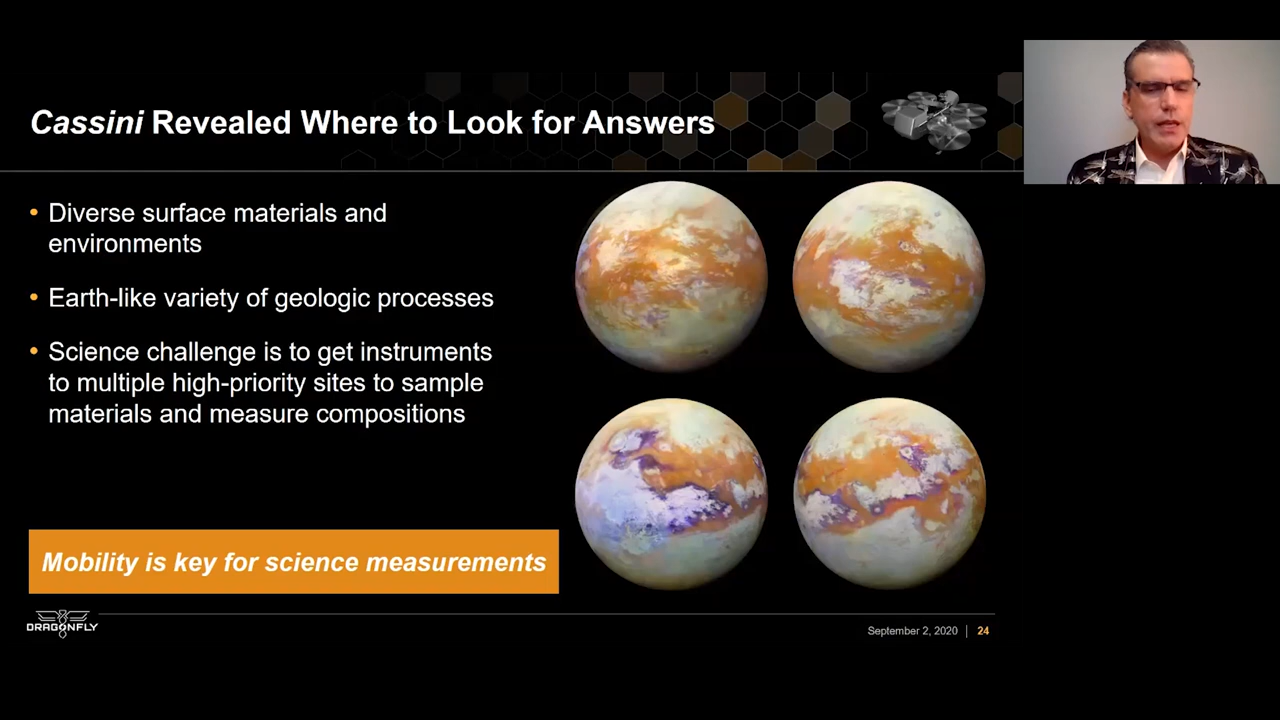 Cassini Revealed Where to Look for Answers
• Diverse surface materials and
environments
• Earth-like variety of geologic processes
• Science challenge is to get instruments
to multiple high-priority sites to sample
materials and measure compositions
Mobility is key for science measurements
DRAGONFLY
September 2, 2020 | 24